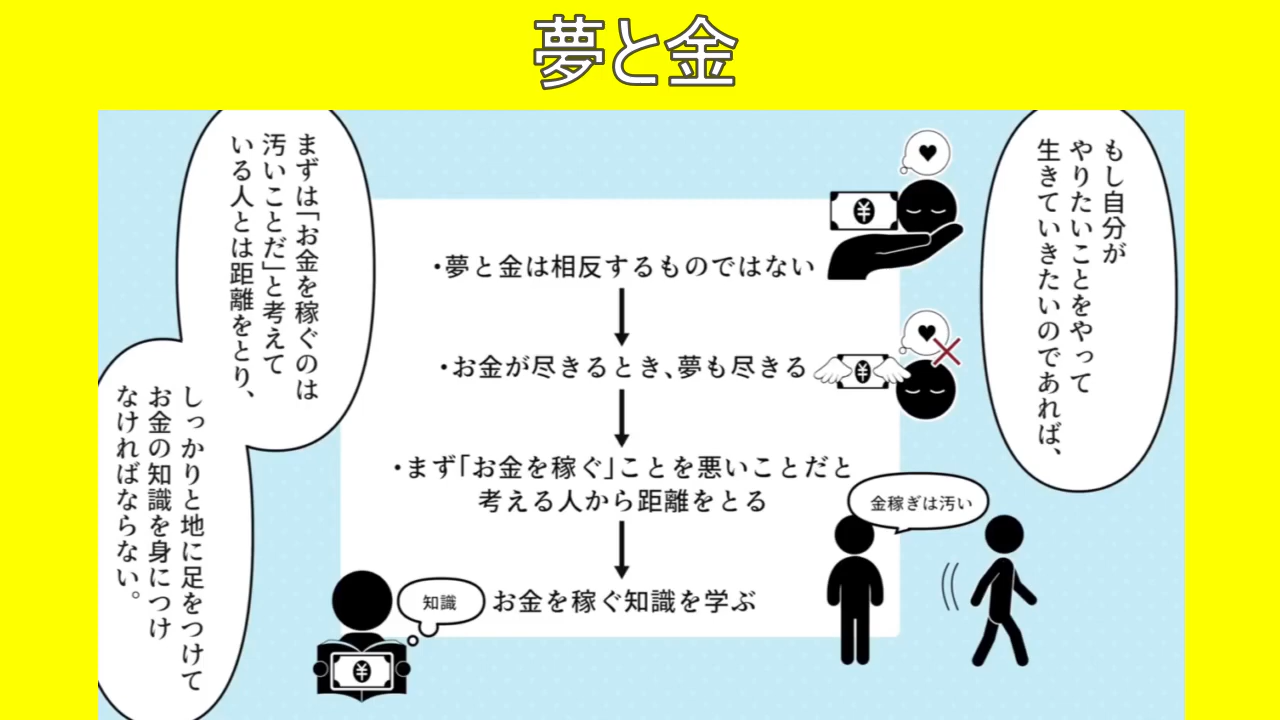 夢と金
もし自分が
やりたいことをやって
生きていきたいのであれば、
まずは「お金を稼ぐのは
汚いことだ」と考えて
いる人とは距離をとり、
しっかりと地に足をつけて
お金の知識を身につけ
なければならない。
・夢と金は相反するものではない
・お金が尽きるとき、夢も尽きる
・まず「お金を稼ぐ」ことを悪いことだと
考える人から距離をとる
金稼ぎは汚い
知識
お金を稼ぐ知識を学ぶ
¥
¥
¥